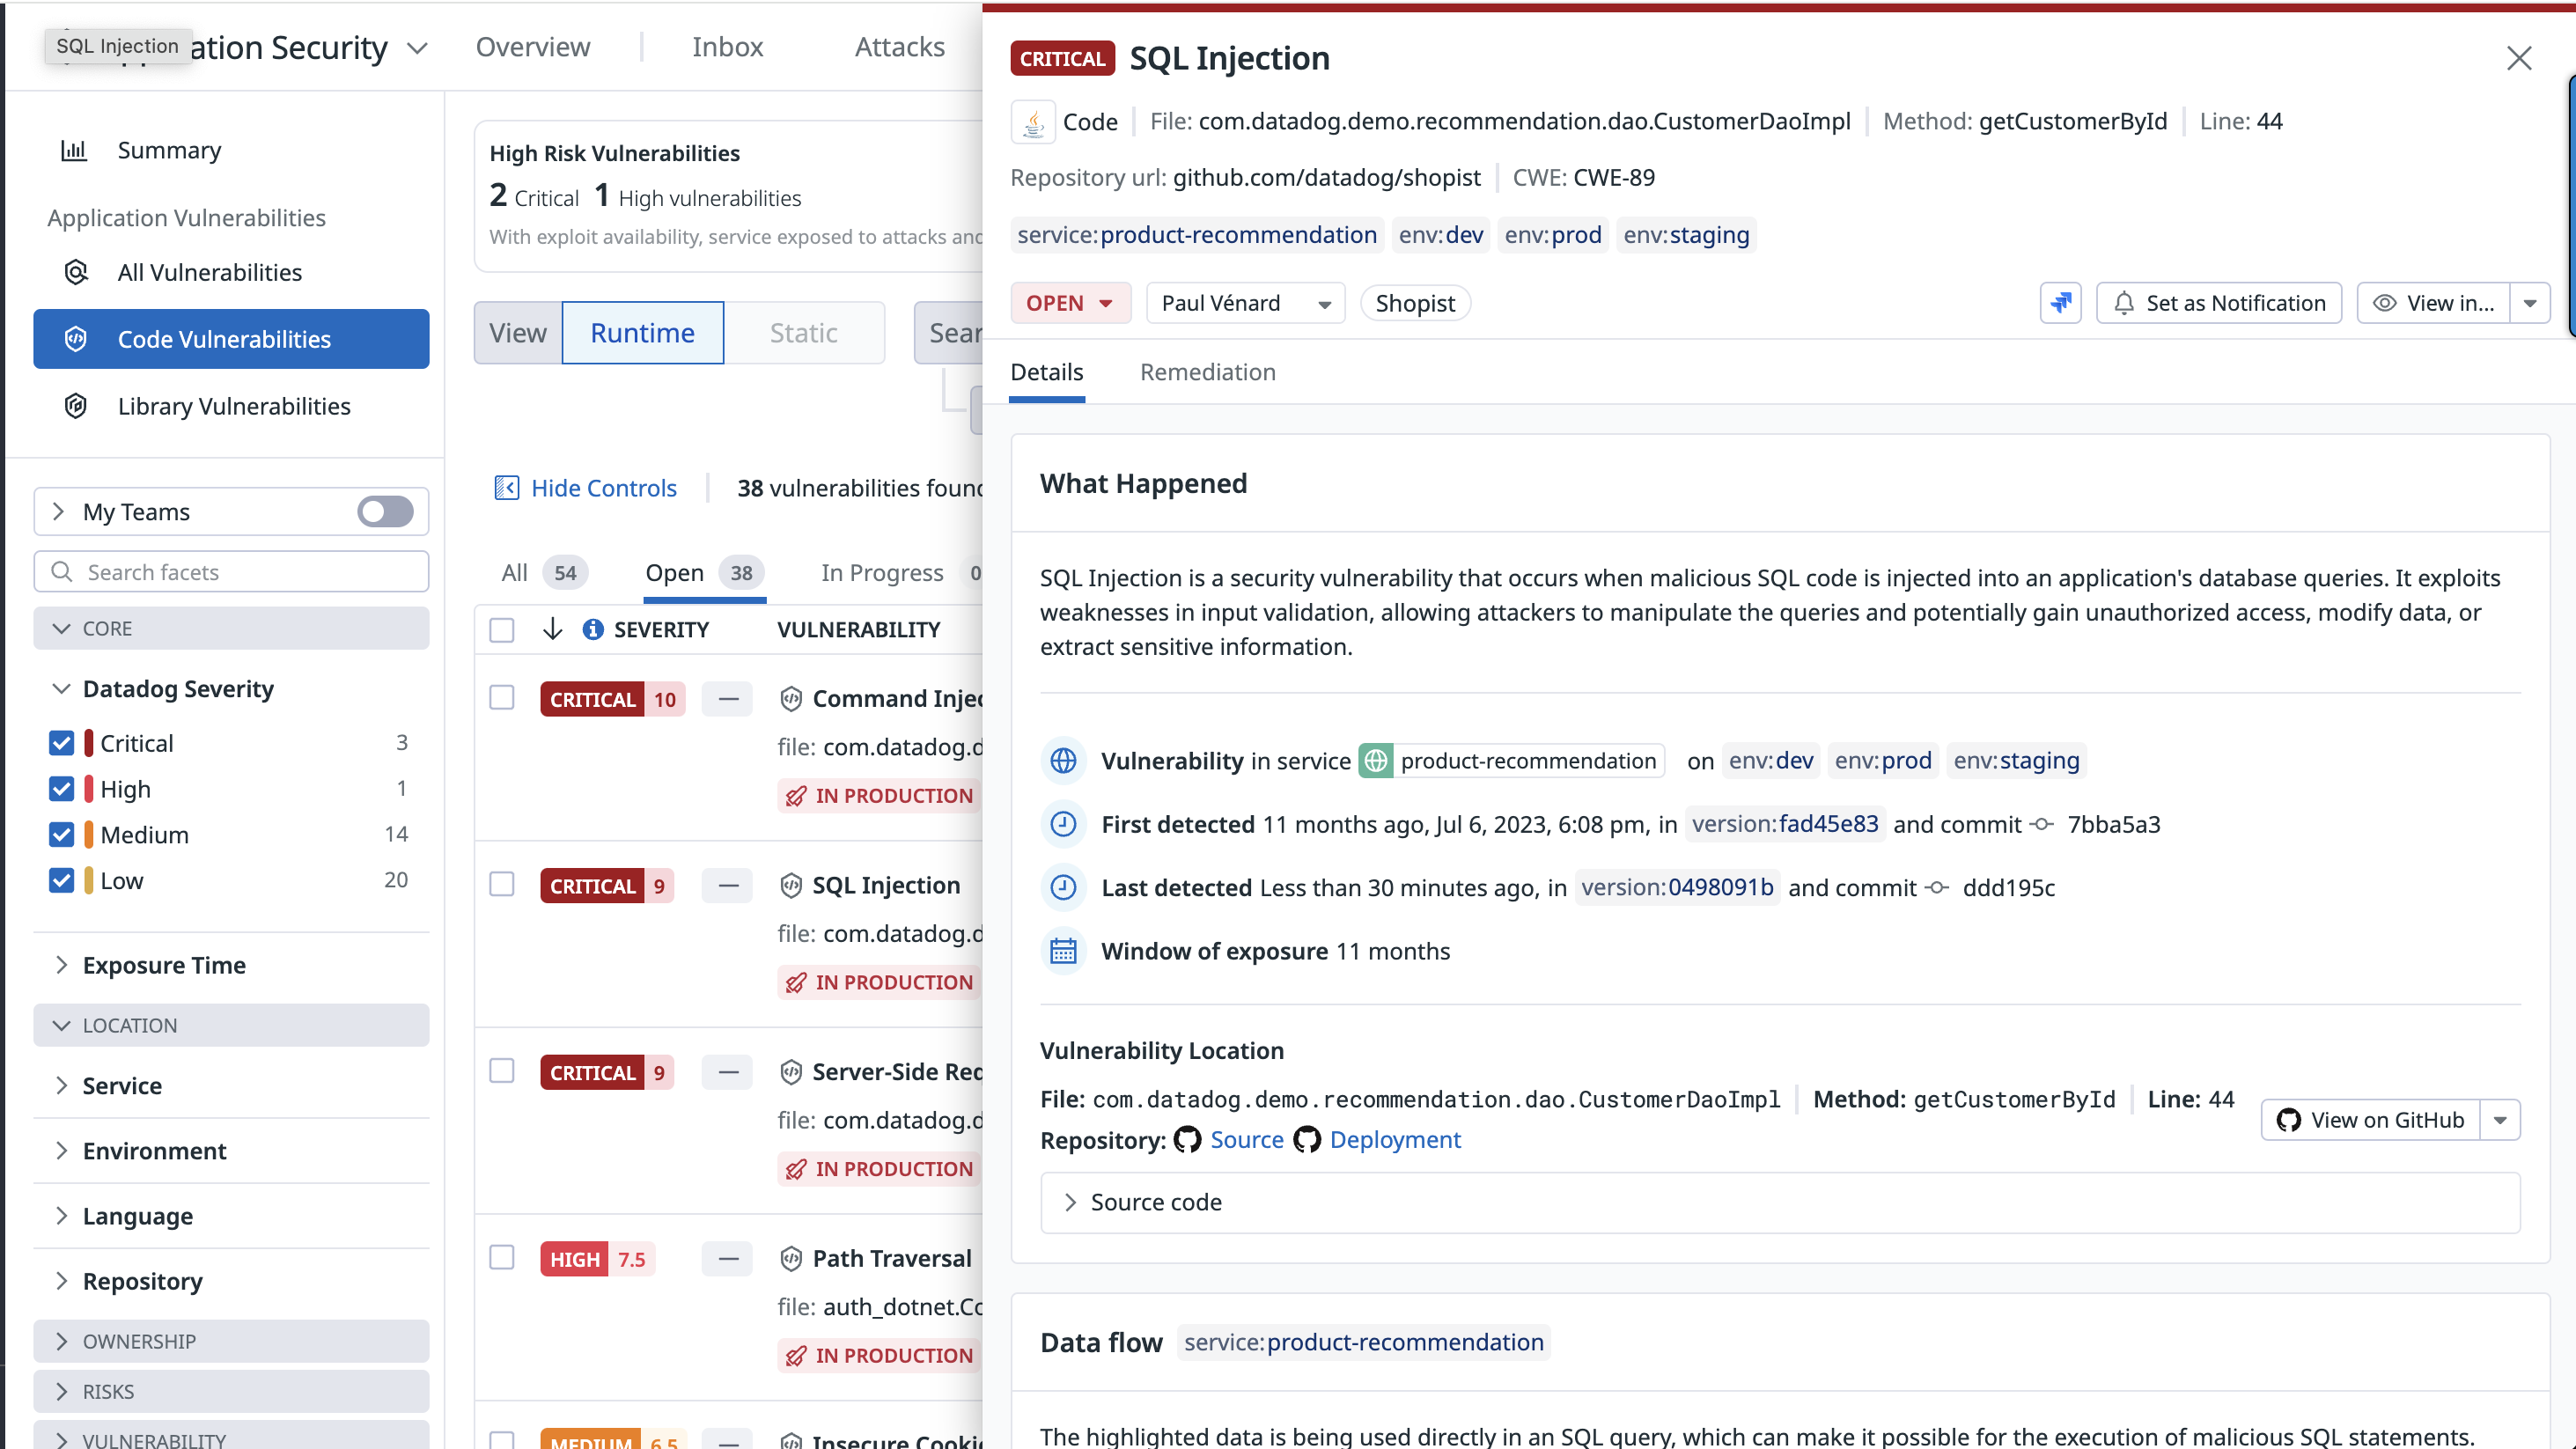 SQL Injection
ation Security
Overview
Inbox
Attacks
Summary
Application Vulnerabilities
All Vulnerabilities
Code Vulnerabilities
Library Vulnerabilities
My Teams
Search facets
CORE
Datadog Severity
Critical 3
High 1
Medium 14
Low 20
Exposure Time
LOCATION
Service
Environment
Language
Repository
OWNERSHIP
RISKS
VULNERABILITY
High Risk Vulnerabilities
2 Critical 1 High vulnerabilities
With exploit availability, service exposed to attacks and
View Runtime Static Sear
Hide Controls 38 vulnerabilities found
All 54 Open 38 In Progress 0
SEVERITY VULNERABILITY
CRITICAL 10 — Command Injec
file: com.datadog.d
IN PRODUCTION
CRITICAL 9 — SQL Injection
file: com.datadog.d
IN PRODUCTION
CRITICAL 9 — Server-Side Req
file: com.datadog.d
IN PRODUCTION
HIGH 7.5 — Path Traversal
file: auth_dotnet.Co
IN PRODUCTION
MEDIUM 6.5 — Insecure Cookie
CRITICAL SQL Injection
Code File: com.datadog.demo.recommendation.dao.CustomerDaoImpl Method: getCustomerById Line: 44
Repository url: github.com/datadog/shopist CWE: CWE-89
service:product-recommendation env:dev env:prod env:staging
OPEN Paul Vénard Shopist Set as Notification View in...
Details Remediation
What Happened
SQL Injection is a security vulnerability that occurs when malicious SQL code is injected into an application's database queries. It exploits
weaknesses in input validation, allowing attackers to manipulate the queries and potentially gain unauthorized access, modify data, or
extract sensitive information.
Vulnerability in service product-recommendation on env:dev env:prod env:staging
First detected 11 months ago, Jul 6, 2023, 6:08 pm, in version:fad45e83 and commit 7bba5a3
Last detected Less than 30 minutes ago, in version:0498091b and commit ddd195c
Window of exposure 11 months
Vulnerability Location
File: com.datadog.demo.recommendation.dao.CustomerDaoImpl Method: getCustomerById Line: 44
Repository: Source Deployment
View on GitHub
Source code
Data flow service:product-recommendation
The highlighted data is being used directly in an SQL query, which can make it possible for the execution of malicious SQL statements.